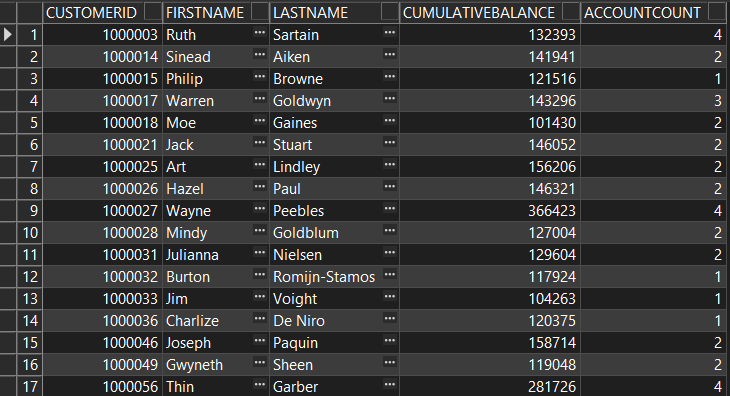 CUSTOMERID FIRSTNAME LASTNAME CUMULATIVEBALANCE ACCOUNTCOUNT
1 1000003 Ruth ... Sartain ... 132393 4
2 1000014 Sinead ... Aiken ... 141941 2
3 1000015 Philip ... Browne ... 121516 1
4 1000017 Warren ... Goldwyn ... 143296 3
5 1000018 Moe ... Gaines ... 101430 2
6 1000021 Jack ... Stuart ... 146052 2
7 1000025 Art ... Lindley ... 156206 2
8 1000026 Hazel ... Paul ... 146321 2
9 1000027 Wayne ... Peebles ... 366423 4
10 1000028 Mindy ... Goldblum ... 127004 2
11 1000031 Julianna ... Nielsen ... 129604 2
12 1000032 Burton ... Romijn-Stamos ... 117924 1
13 1000033 Jim ... Voight ... 104263 1
14 1000036 Charlize ... De Niro ... 120375 1
15 1000046 Joseph ... Paquin ... 158714 2
16 1000049 Gwyneth ... Sheen ... 119048 2
17 1000056 Thin ... Garber ... 281726 4